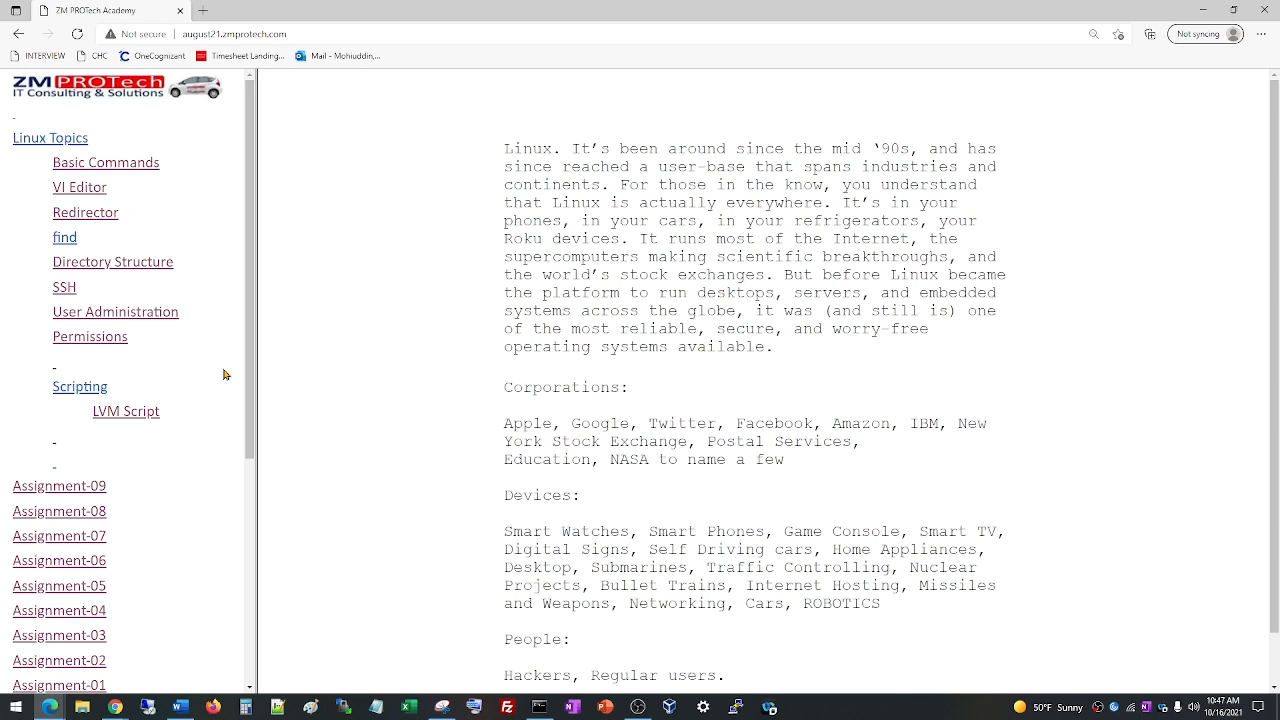 ZM PROTech Academy
Not secure
august21.zmprotech.com
Not syncing
INTERVIEW
CHC
OneCognizant
Timesheet Landing...
Mail - Mohiuddin,...
ZMPROTech
IT Consulting & Solutions
Linux Topics
Basic Commands
VI Editor
Redirector
find
Directory Structure
SSH
User Administration
Permissions
Scripting
LVM Script
Assignment-09
Assignment-08
Assignment-07
Assignment-06
Assignment-05
Assignment-04
Assignment-03
Assignment-02
Assignment-01
Linux. It’s been around since the mid ‘90s, and has
since reached a user-base that spans industries and
continents. For those in the know, you understand
that Linux is actually everywhere. It’s in your
phones, in your cars, in your refrigerators, your
Roku devices. It runs most of the Internet, the
supercomputers making scientific breakthroughs, and
the world’s stock exchanges. But before Linux became
the platform to run desktops, servers, and embedded
systems across the globe, it was (and still is) one
of the most reliable, secure, and worry-free
operating systems available.
Corporations:
Apple, Google, Twitter, Facebook, Amazon, IBM, New
York Stock Exchange, Postal Services,
Education, NASA to name a few
Devices:
Smart Watches, Smart Phones, Game Console, Smart TV,
Digital Signs, Self Driving cars, Home Appliances,
Desktop, Submarines, Traffic Controlling, Nuclear
Projects, Bullet Trains, Internet Hosting, Missiles
and Weapons, Networking, Cars, ROBOTICS
People:
Hackers, Regular users.
50°F Sunny
10:47 AM
10/16/2021